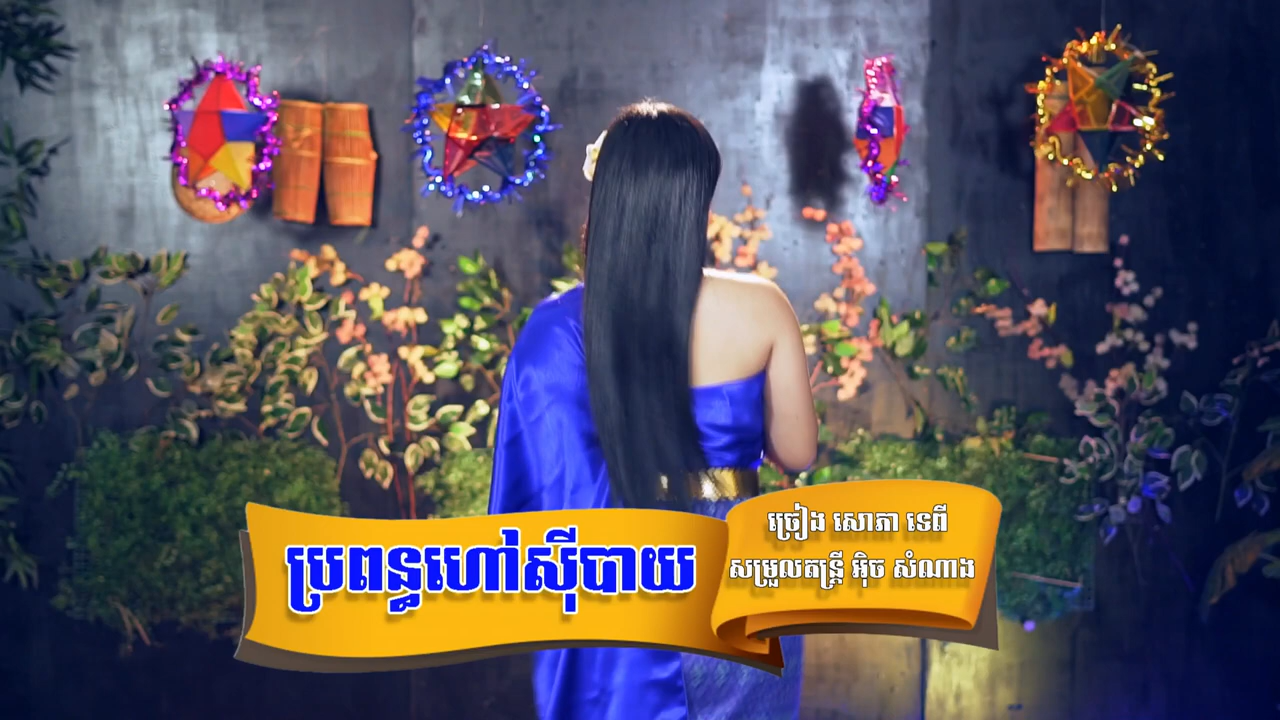 ប្រពន្ធហៅស៊ីបាយ
ច្រៀង សោភា ទេពី
សម្រួលតន្ត្រី អ៊ិច សំណាង